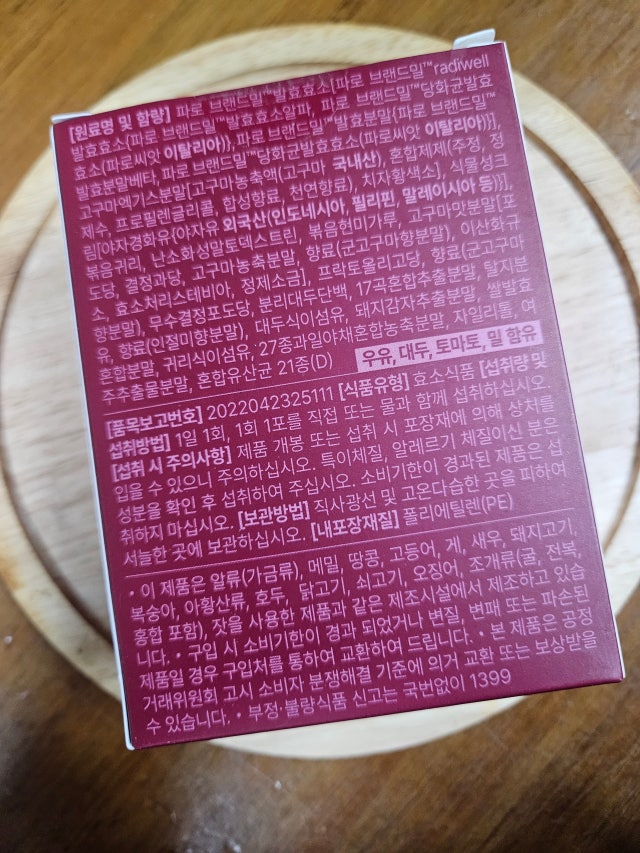 [원료명 및 함량] 파로 브랜드밀™발효효소[파로 브랜드밀™radiwell
발효효소(파로 브랜드밀™발효효소알파, 파로 브랜드밀™당화균발효
효소(파로씨앗 이탈리아)), 파로 브랜드밀™발효분말(파로 브랜드밀™
발효분말베타, 파로브랜드밀™당화균발효효소(파로씨앗 이탈리아)}],
고구마엑기스분말[고구마농축액(고구마 국내산), 혼합제제(주정, 정
제수, 프로필렌글리콜, 합성향료, 천연향료), 치자황색소], 식물성크
림[야자경화유(야자유 외국산(인도네시아, 필리핀, 말레이시아 등)],
볶음귀리, 난소화성말토덱스트린, 볶음현미가루, 고구마맛분말[포
도당, 결정과당, 고구마농축분말, 향료(군고구마향분말), 이산화규
소, 효소처리스테비아, 정제소금], 프락토올리고당, 향료(군고구마
향분말), 무수결정포도당, 분리대두단백, 17곡혼합추출분말, 탈지분
유, 향료(인절미향분말), 대두식이섬유, 돼지감자추출분말, 쌀발효
혼합분말, 귀리식이섬유, 27종과일야채혼합농축분말, 자일리톨, 여
주추출물분말, 혼합유산균 21종(D) 우유, 대두, 토마토, 밀 함유
[품목보고번호] 2022042325111 [식품유형] 효소식품 [섭취량 및
섭취방법] 1일 1회, 1회 1포를 직접 또는 물과 함께 섭취하십시오.
[섭취 시 주의사항] 제품 개봉 또는 섭취 시 포장재에 의해 상처를
입을 수 있으니 주의하십시오. 특이체질, 알레르기 체질이신 분은
성분을 확인 후 섭취하여 주십시오. 소비기한이 경과된 제품은 섭
취하지 마십시오. [보관방법] 직사광선 및 고온다습한 곳을 피하여
서늘한 곳에 보관하십시오. [내포장재질] 폴리에틸렌(PE)
• 이 제품은 알류(가금류), 메밀, 땅콩, 고등어, 게, 새우, 돼지고기,
복숭아, 아황산류, 호두, 닭고기, 쇠고기, 오징어, 조개류(굴, 전복,
홍합 포함), 잣을 사용한 제품과 같은 제조시설에서 제조하고 있습
니다. • 구입 시 소비기한이 경과 되었거나 변질, 변패 또는 파손된
제품일 경우 구입처를 통하여 교환하여 드립니다. • 본 제품은 공정
거래위원회 고시 소비자 분쟁해결 기준에 의거 교환 또는 보상받을
수 있습니다. • 부정·불량식품 신고는 국번없이 1399